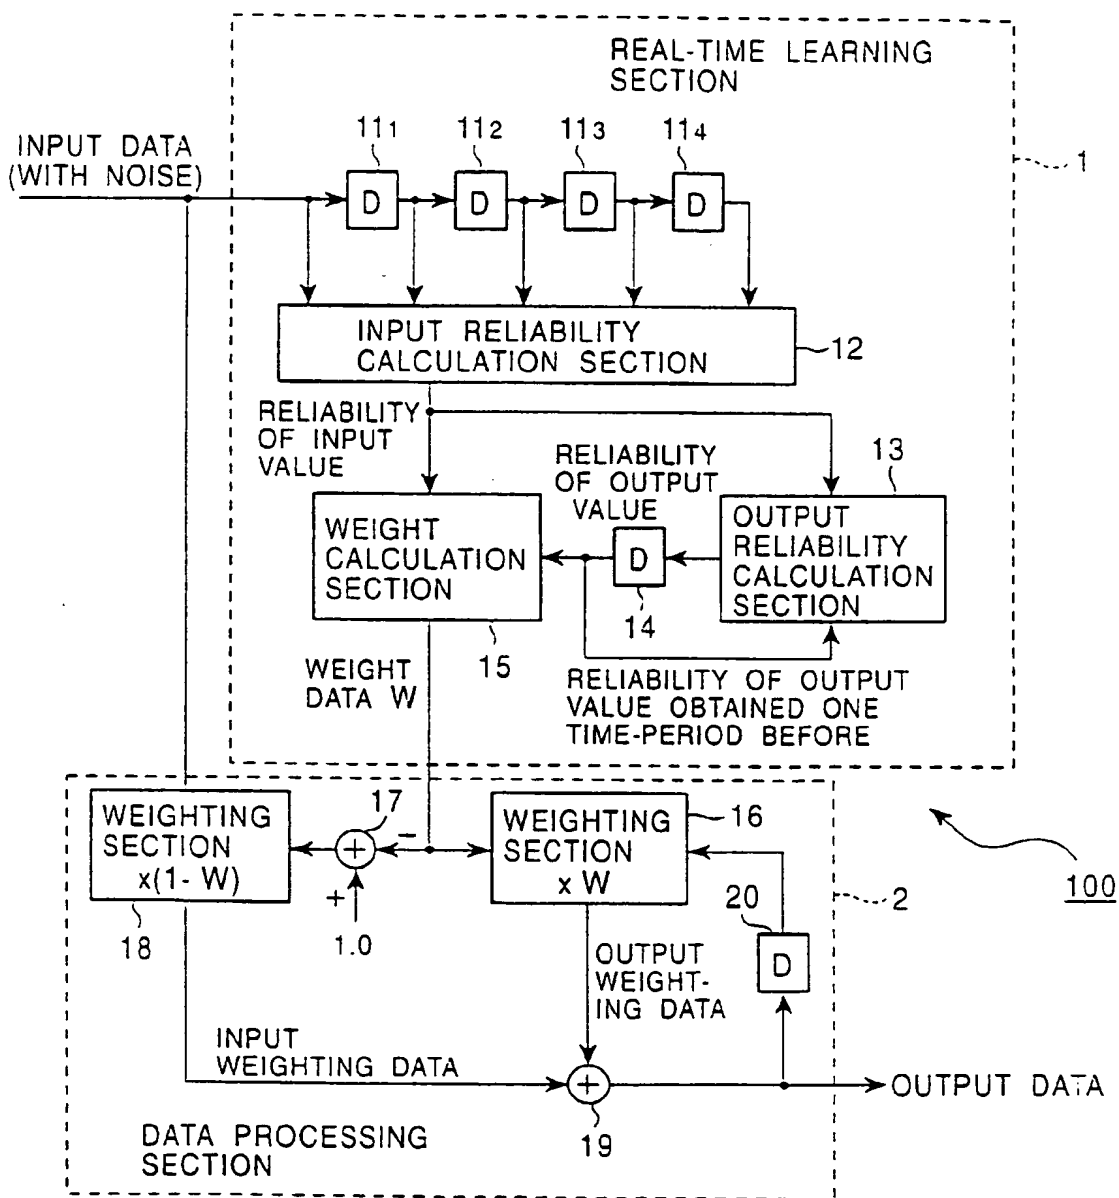 REAL-TIME LEARNING
SECTION
INPUT DATA
(WITH NOISE)
11₁
11₂
11₃
11₄
1
D
D
D
D
INPUT RELIABILITY
CALCULATION SECTION
12
RELIABILITY
OF INPUT
VALUE
RELIABILITY
OF OUTPUT
VALUE
13
WEIGHT
CALCULATION
SECTION
D
OUTPUT
RELIABILITY
CALCULATION
SECTION
14
15
WEIGHT
DATA W
RELIABILITY OF OUTPUT
VALUE OBTAINED ONE
TIME-PERIOD BEFORE
WEIGHTING
SECTION
x(1- W)
17
+
−
+
1.0
18
WEIGHTING
SECTION
x W
16
2
100
20
D
OUTPUT
WEIGHT-
ING DATA
INPUT
WEIGHTING DATA
+
19
OUTPUT DATA
DATA PROCESSING
SECTION